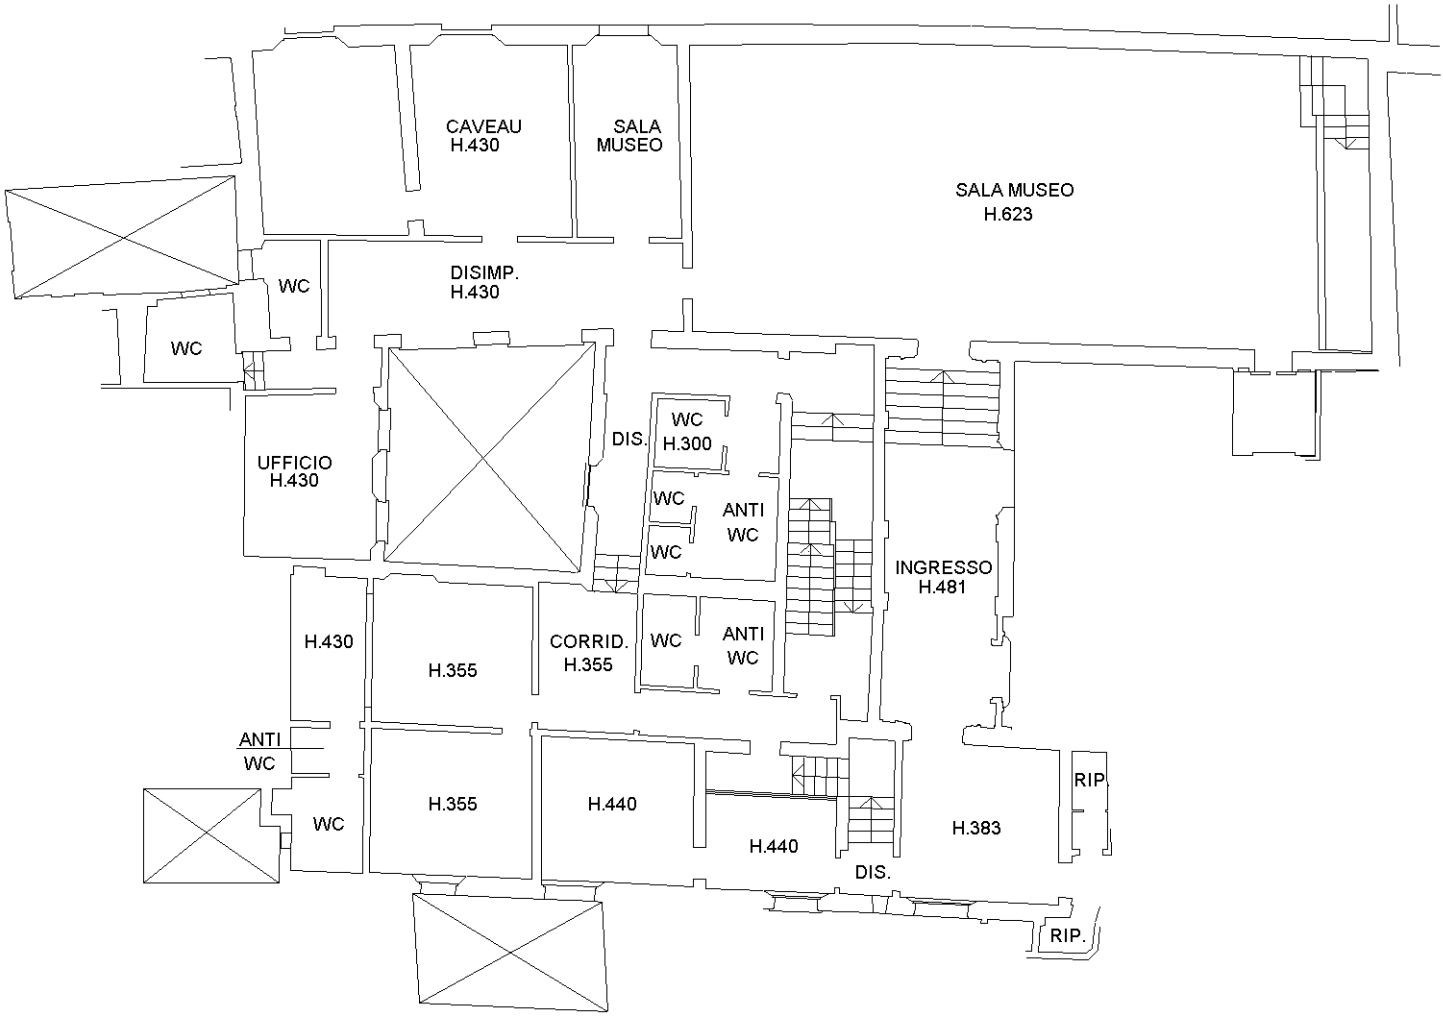 CAVEAU
H.430
SALA
MUSEO
SALA MUSEO
H.623
DISIMP.
H.430
WC
WC
UFFICIO
H.430
DIS.
WC
H.300
WC
WC
ANTI
WC
INGRESSO
H.481
H.430
H.355
CORRID.
H.355
WC
ANTI
WC
ANTI
WC
WC
H.355
H.440
H.440
DIS.
H.383
RIP
RIP.